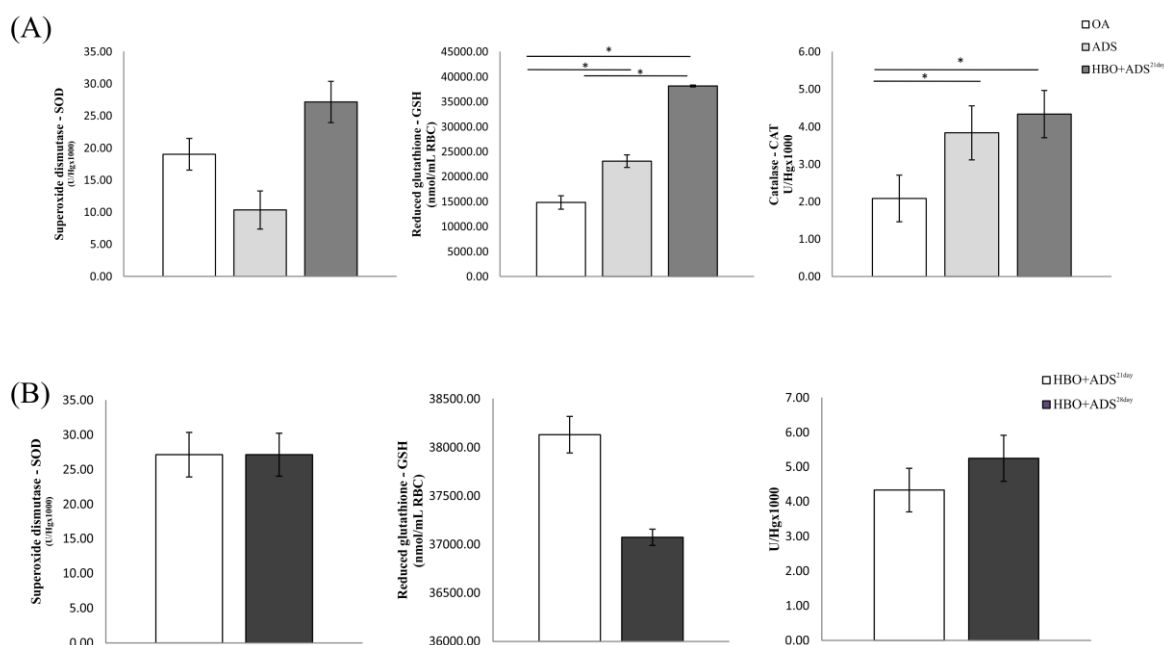 (A)
OA
ADS
HBO+ADS21day
Superoxide dismutase - SOD
(U/Hgx1000)
35.00
30.00
25.00
20.00
15.00
10.00
5.00
0.00
Reduced glutathione - GSH
(nmol/mL RBC)
45000.00
40000.00
35000.00
30000.00
25000.00
20000.00
15000.00
10000.00
5000.00
0.00
*
*
*
Catalase - CAT
U/Hgx1000
6.00
5.00
4.00
3.00
2.00
1.00
0.00
*
*
(B)
HBO+ADS21day
HBO+ADS28day
Superoxide dismutase - SOD
(U/Hgx1000)
35.00
30.00
25.00
20.00
15.00
10.00
5.00
0.00
Reduced glutathione - GSH
(nmol/mL RBC)
38500.00
38000.00
37500.00
37000.00
36500.00
36000.00
U/Hgx1000
7.00
6.00
5.00
4.00
3.00
2.00
1.00
0.00